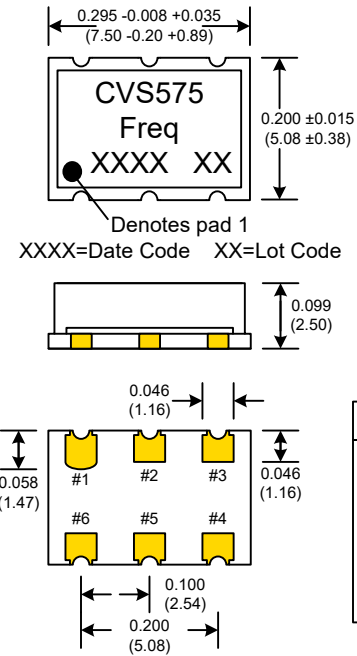 0.295 -0.008 +0.035
(7.50 -0.20 +0.89)
CVS575
Freq
XXXX XX
0.200 ±0.015
(5.08 ±0.38)
Denotes pad 1
XXXX=Date Code XX=Lot Code
0.099
(2.50)
0.046
(1.16)
0.058
(1.47)
#1 #2 #3
0.046
(1.16)
#6 #5 #4
0.100
(2.54)
0.200
(5.08)